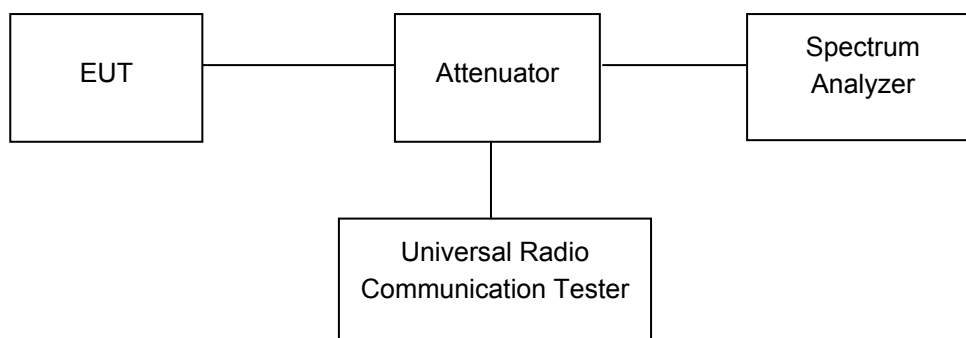 EUT
Attenuator
Spectrum
Analyzer
Universal Radio
Communication Tester